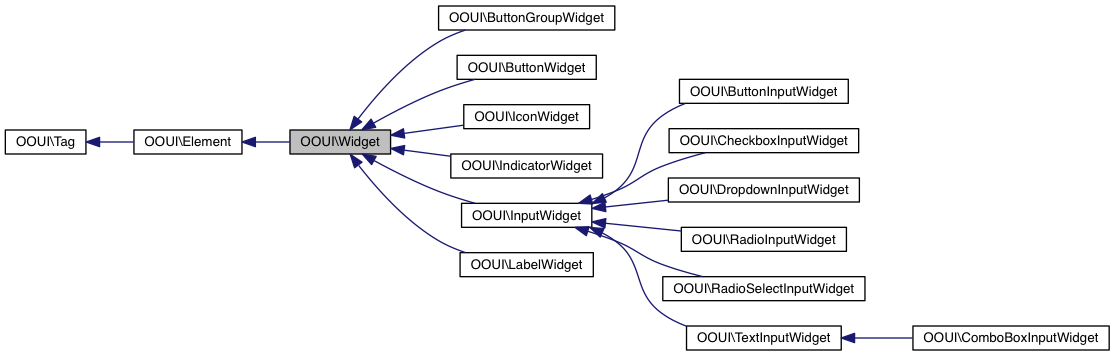 OOUI\ButtonGroupWidget
OOUI\ButtonWidget
OOUI\ButtonInputWidget
OOUI\IconWidget
OOUI\Tag
OOUI\Element
OOUI\Widget
OOUI\CheckboxInputWidget
OOUI\IndicatorWidget
OOUI\DropdownInputWidget
OOUI\InputWidget
OOUI\RadioInputWidget
OOUI\LabelWidget
OOUI\RadioSelectInputWidget
OOUI\TextInputWidget
OOUI\ComboBoxInputWidget